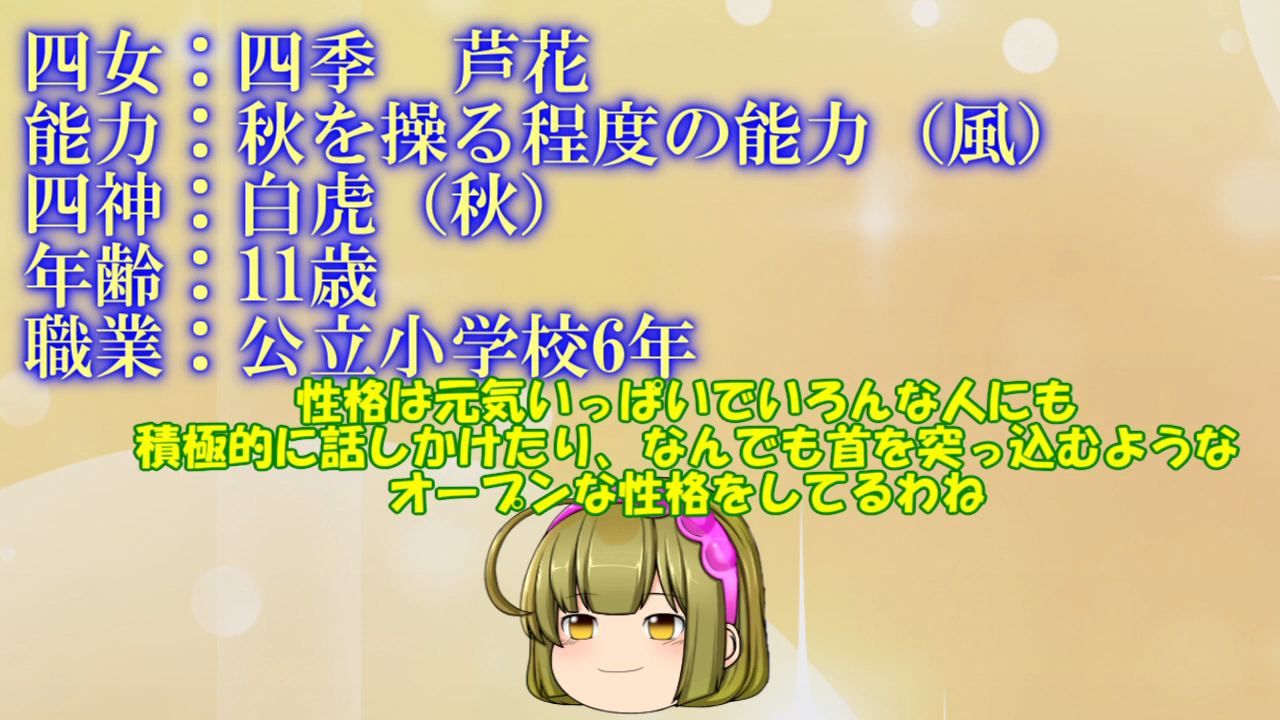 四女：四季　芦花
能力：秋を操る程度の能力（風）
四神：白虎（秋）
年齢：11歳
職業：公立小学校6年
性格は元気いっぱいでいろんな人にも
積極的に話しかけたり、なんでも首を突っ込むような
オープンな性格をしてるわね